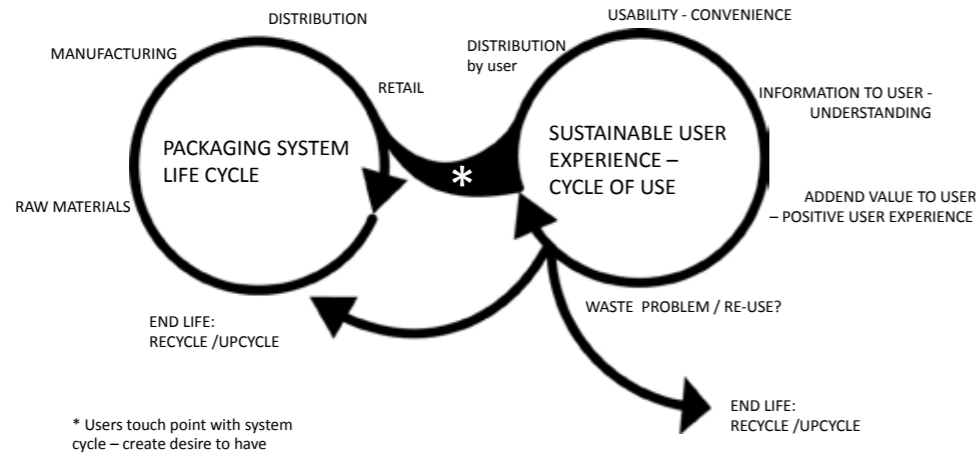 DISTRIBUTION
MANUFACTURING
RETAIL
PACKAGING SYSTEM
LIFE CYCLE
RAW MATERIALS
END LIFE:
RECYCLE /UPCYCLE
*
* Users touch point with system
cycle – create desire to have
DISTRIBUTION
by user
USABILITY - CONVENIENCE
INFORMATION TO USER -
UNDERSTANDING
SUSTAINABLE USER
EXPERIENCE –
CYCLE OF USE
ADDEND VALUE TO USER
– POSITIVE USER EXPERIENCE
WASTE PROBLEM / RE-USE?
END LIFE:
RECYCLE /UPCYCLE